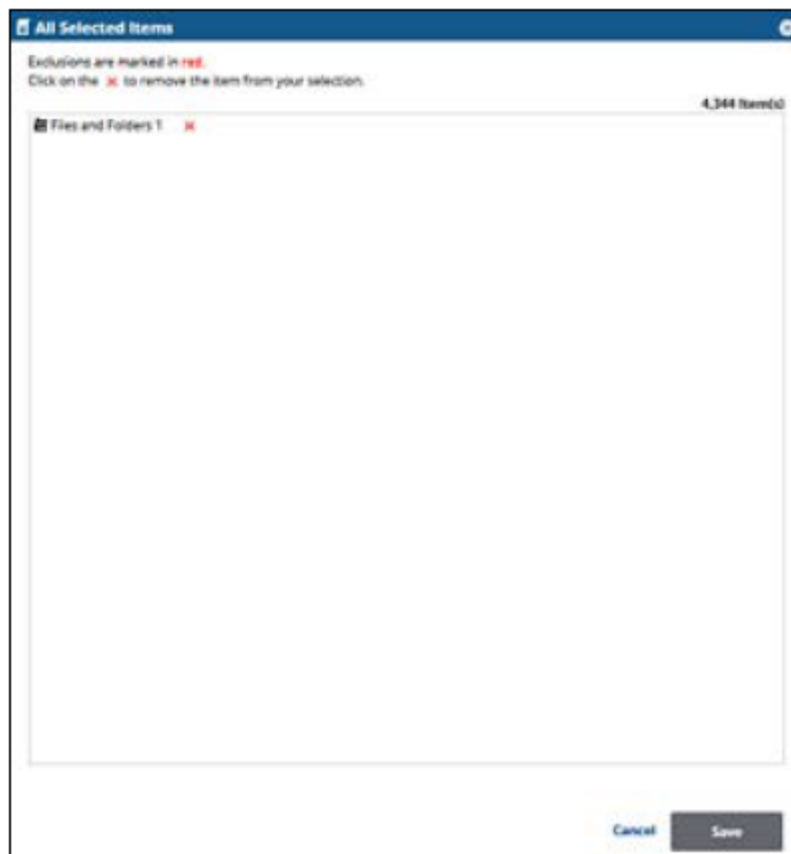 All Selected Items
Exclusions are marked in red.
Click on the × to remove the item from your selection.
4,344 Item(s)
Files and Folders 1 ×
Cancel Save